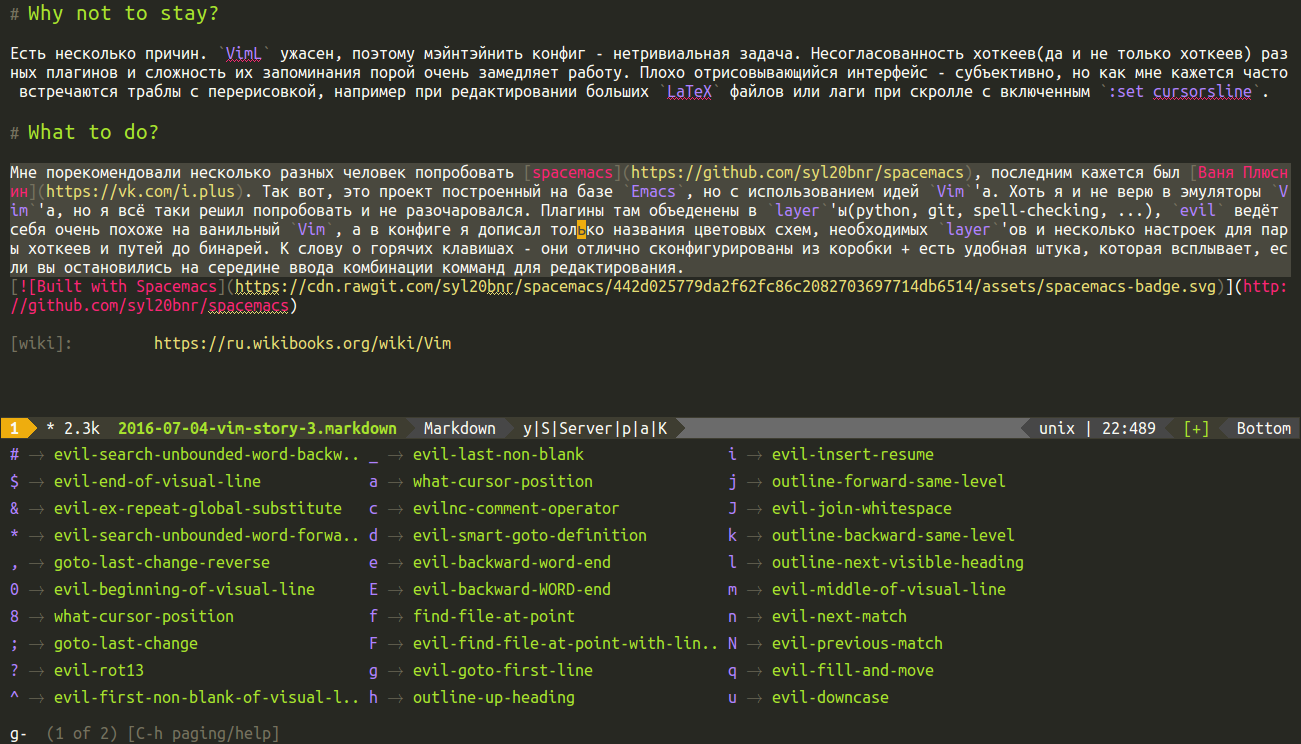 # Why not to stay?
Есть несколько причин. `VimL` ужасен, поэтому мэйнтэйнить конфиг - нетривиальная задача. Несогласованность хоткеев(да и не только хоткеев) раз
ных плагинов и сложность их запоминания порой очень замедляет работу. Плохо отрисовывающийся интерфейс - субъективно, но как мне кажется часто
встречаются траблы с перерисовкой, например при редактировании больших `LaTeX` файлов или лаги при скролле с включенным `:set cursorsline`.
# What to do?
Мне порекомендовали несколько разных человек попробовать [spacemacs](https://github.com/syl20bnr/spacemacs), последним кажется был [Ваня Плюсн
ин](https://vk.com/i.plus). Так вот, это проект построенный на базе `Emacs`, но с использованием идей `Vim`'а. Хоть я и не верю в эмуляторы `V
im`'а, но я всё таки решил попробовать и не разочаровался. Плагины там объеденены в `layer`'ы(python, git, spell-checking, ...), `evil` ведёт
себя очень похоже на ванильный `Vim`, а в конфиге я дописал только названия цветовых схем, необходимых `layer`'ов и несколько настроек для пар
ы хоткеев и путей до бинарей. К слову о горячих клавишах - они отлично сконфигурированы из коробки + есть удобная штука, которая всплывает, ес
ли вы остановились на середине ввода комбинации комманд для редактирования.
[![Built with Spacemacs](https://cdn.rawgit.com/syl20bnr/spacemacs/442d025779da2f62fc86c2082703697714db6514/assets/spacemacs-badge.svg)](http:
//github.com/syl20bnr/spacemacs)
[wiki]: https://ru.wikibooks.org/wiki/Vim
1 * 2.3k 2016-07-04-vim-story-3.markdown Markdown y|S|Server|p|a|K unix | 22:489 [+] Bottom
# → evil-search-unbounded-word-backw.. _ → evil-last-non-blank i → evil-insert-resume
$ → evil-end-of-visual-line a → what-cursor-position j → outline-forward-same-level
& → evil-ex-repeat-global-substitute c → evilnc-comment-operator J → evil-join-whitespace
* → evil-search-unbounded-word-forwa.. d → evil-smart-goto-definition k → outline-backward-same-level
, → goto-last-change-reverse e → evil-backward-word-end l → outline-next-visible-heading
0 → evil-beginning-of-visual-line E → evil-backward-WORD-end m → evil-middle-of-visual-line
8 → what-cursor-position f → find-file-at-point n → evil-next-match
; → goto-last-change F → evil-find-file-at-point-with-lin.. N → evil-previous-match
? → evil-rot13 g → evil-goto-first-line q → evil-fill-and-move
^ → evil-first-non-blank-of-visual-l.. h → outline-up-heading u → evil-downcase
g- (1 of 2) [C-h paging/help]